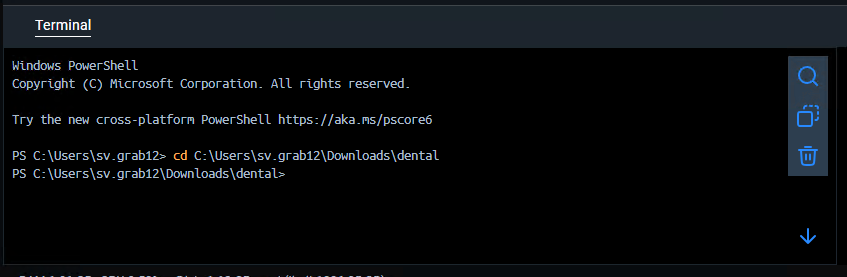 Terminal
Windows PowerShell
Copyright (C) Microsoft Corporation. All rights reserved.
Try the new cross-platform PowerShell https://aka.ms/pscore6
PS C:\Users\sv.grab12> cd C:\Users\sv.grab12\Downloads\dental
PS C:\Users\sv.grab12\Downloads\dental>